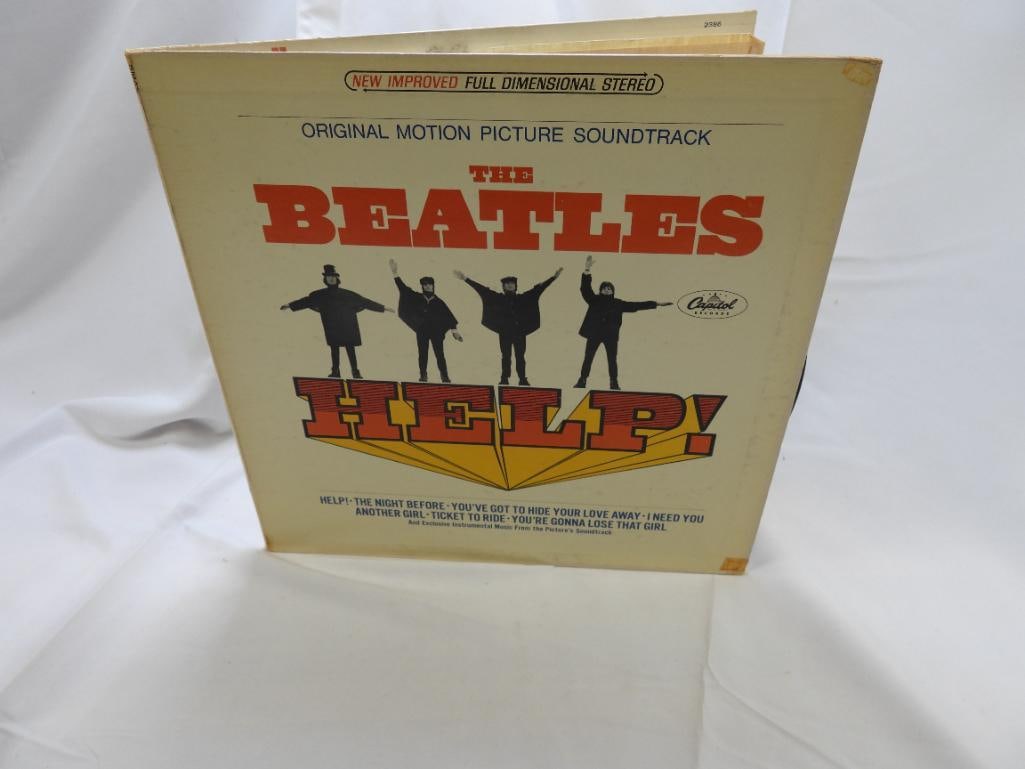 2386
NEW IMPROVED FULL DIMENSIONAL STEREO
ORIGINAL MOTION PICTURE SOUNDTRACK
THE
BEATLES
Capitol
RECORDS
HELP!
HELP! · THE NIGHT BEFORE · YOU'VE GOT TO HIDE YOUR LOVE AWAY · I NEED YOU
ANOTHER GIRL · TICKET TO RIDE · YOU'RE GONNA LOSE THAT GIRL
And Exclusive Instrumental Music From the Picture's Soundtrack